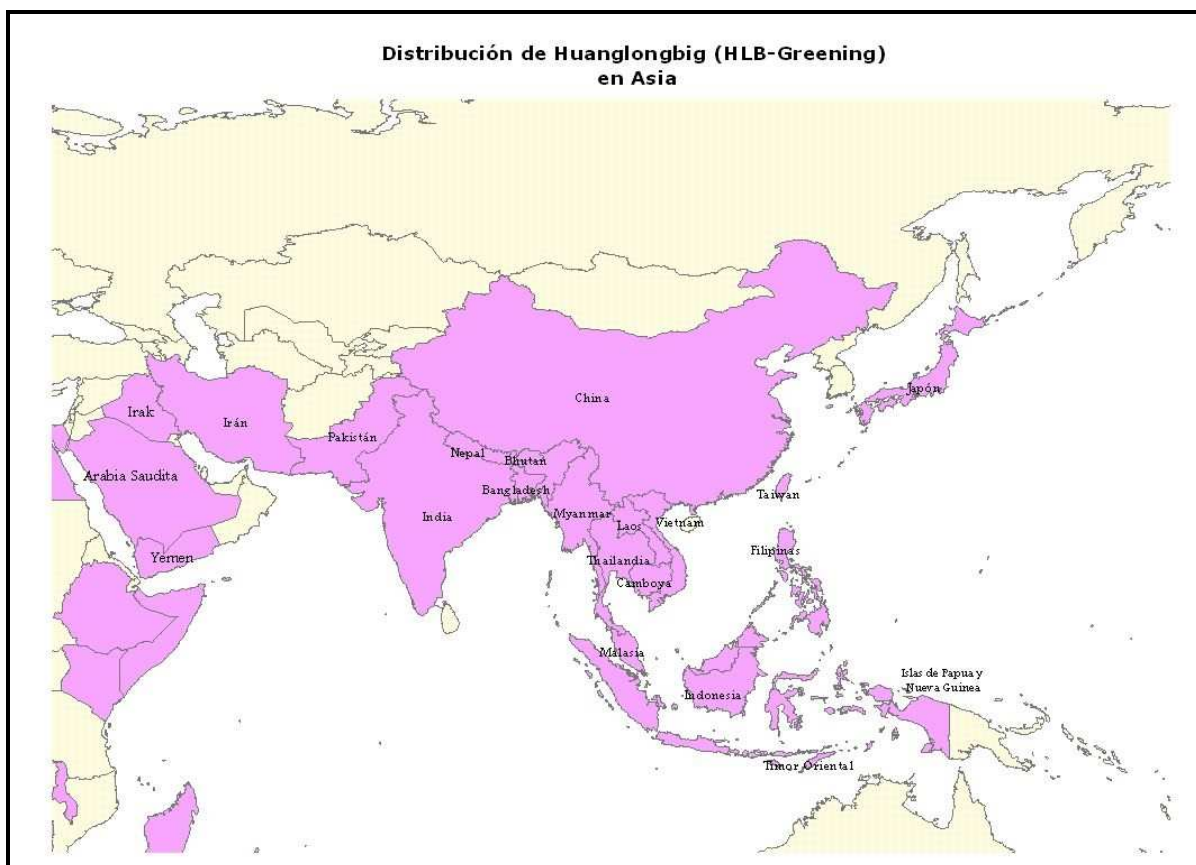 Distribución de Huanglongbig (HLB-Greening)
en Asia
China
Japón
Irak
Irán
Pakistán
Nepal
Bhutan
Arabia Saudita
Bangladesh
Taiwan
India
Myanmar
Laos
Vietnam
Yemen
Filipinas
Thailandia
Camboya
Malasia
Islas de Papua y
Nueva Guinea
Indonesia
Timor Oriental